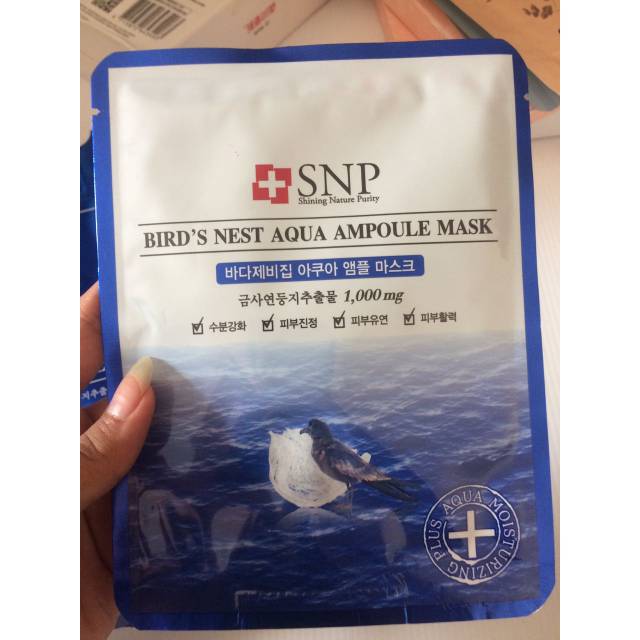 SNP
Shining Nature Purity
BIRD'S NEST AQUA AMPOULE MASK
바다제비집 아쿠아 앰플 마스크
금사연둥지추출물 1,000mg
수분강화 피부진정 피부유연 피부활력
PLUS AQUA MOISTURIZING